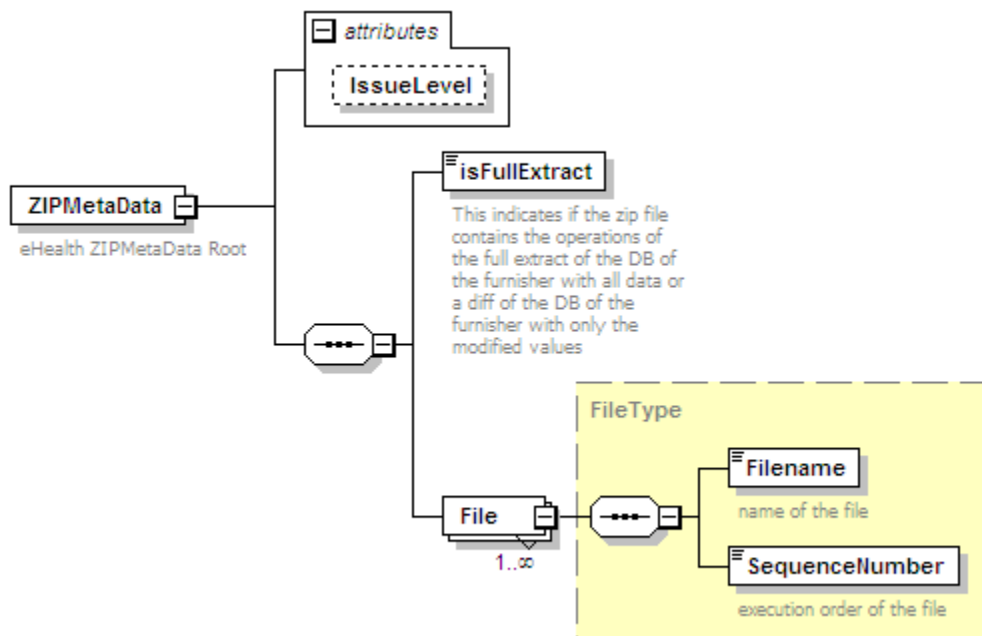 attributes
IssueLevel
ZIPMetaData
eHealth ZIPMetaData Root
isFullExtract
This indicates if the zip file
contains the operations of
the full extract of the DB of
the furnisher with all data or
a diff of the DB of the
furnisher with only the
modified values
FileType
Filename
name of the file
File
1..∞
SequenceNumber
execution order of the file